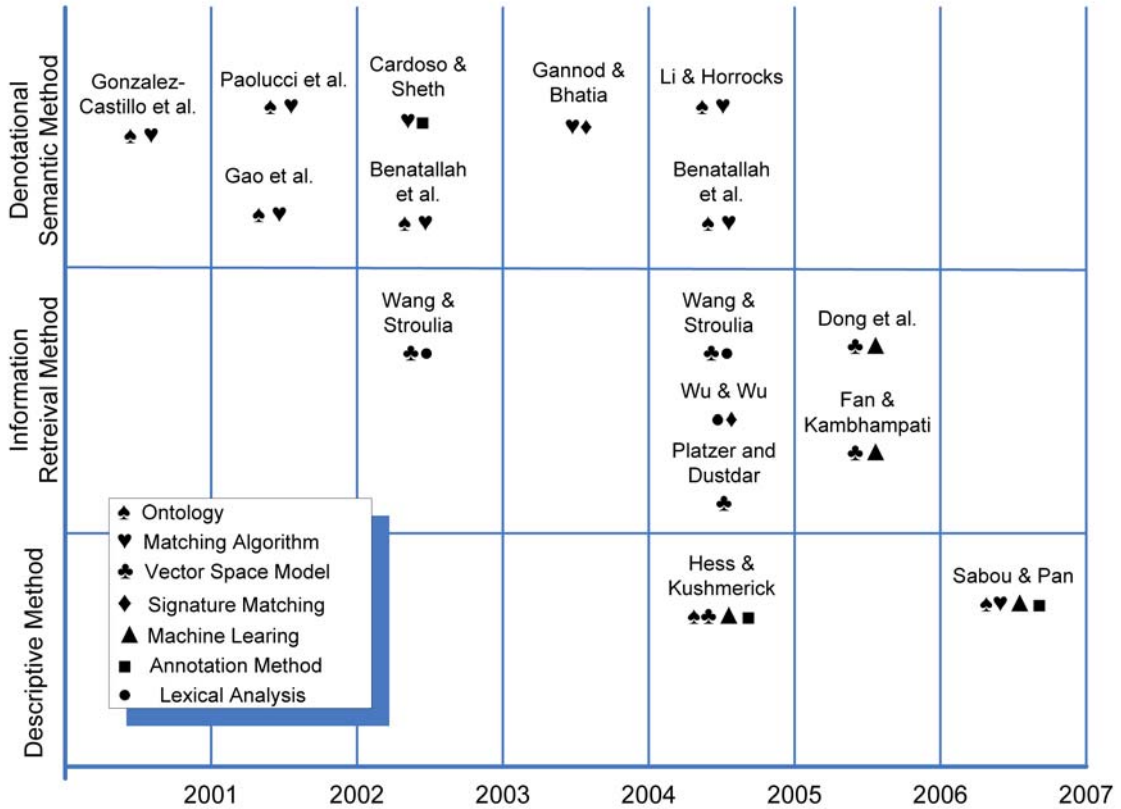 Denotational
Semantic Method
Gonzalez-
Castillo et al.
♠ ♥
Paolucci et al.
♠ ♥
Gao et al.
♠ ♥
Cardoso &
Sheth
♥■
Benatallah
et al.
♠ ♥
Gannod &
Bhatia
♥♦
Li & Horrocks
♠ ♥
Benatallah
et al.
♠ ♥
Information
Retreival Method
Wang &
Stroulia
♣●
Wang &
Stroulia
♣●
Wu & Wu
●♦
Platzer and
Dustdar
♣
Dong et al.
♣▲
Fan &
Kambhampati
♣▲
Descriptive Method
♠ Ontology
♥ Matching Algorithm
♣ Vector Space Model
♦ Signature Matching
▲ Machine Learing
■ Annotation Method
● Lexical Analysis
Hess &
Kushmerick
♠♣▲■
Sabou & Pan
♠♥▲■
2001 2002 2003 2004 2005 2006 2007